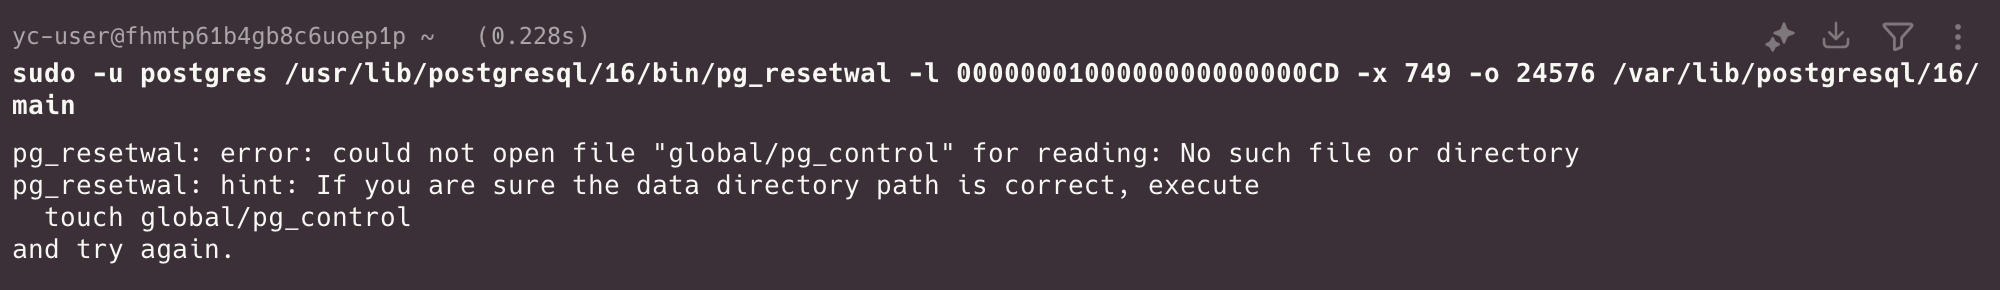 yc-user@fhmtp61b4gb8c6uoep1p ~ (0.228s)
sudo -u postgres /usr/lib/postgresql/16/bin/pg_resetwal -l 0000000100000000000000CD -x 749 -o 24576 /var/lib/postgresql/16/
main
pg_resetwal: error: could not open file "global/pg_control" for reading: No such file or directory
pg_resetwal: hint: If you are sure the data directory path is correct, execute
  touch global/pg_control
and try again.